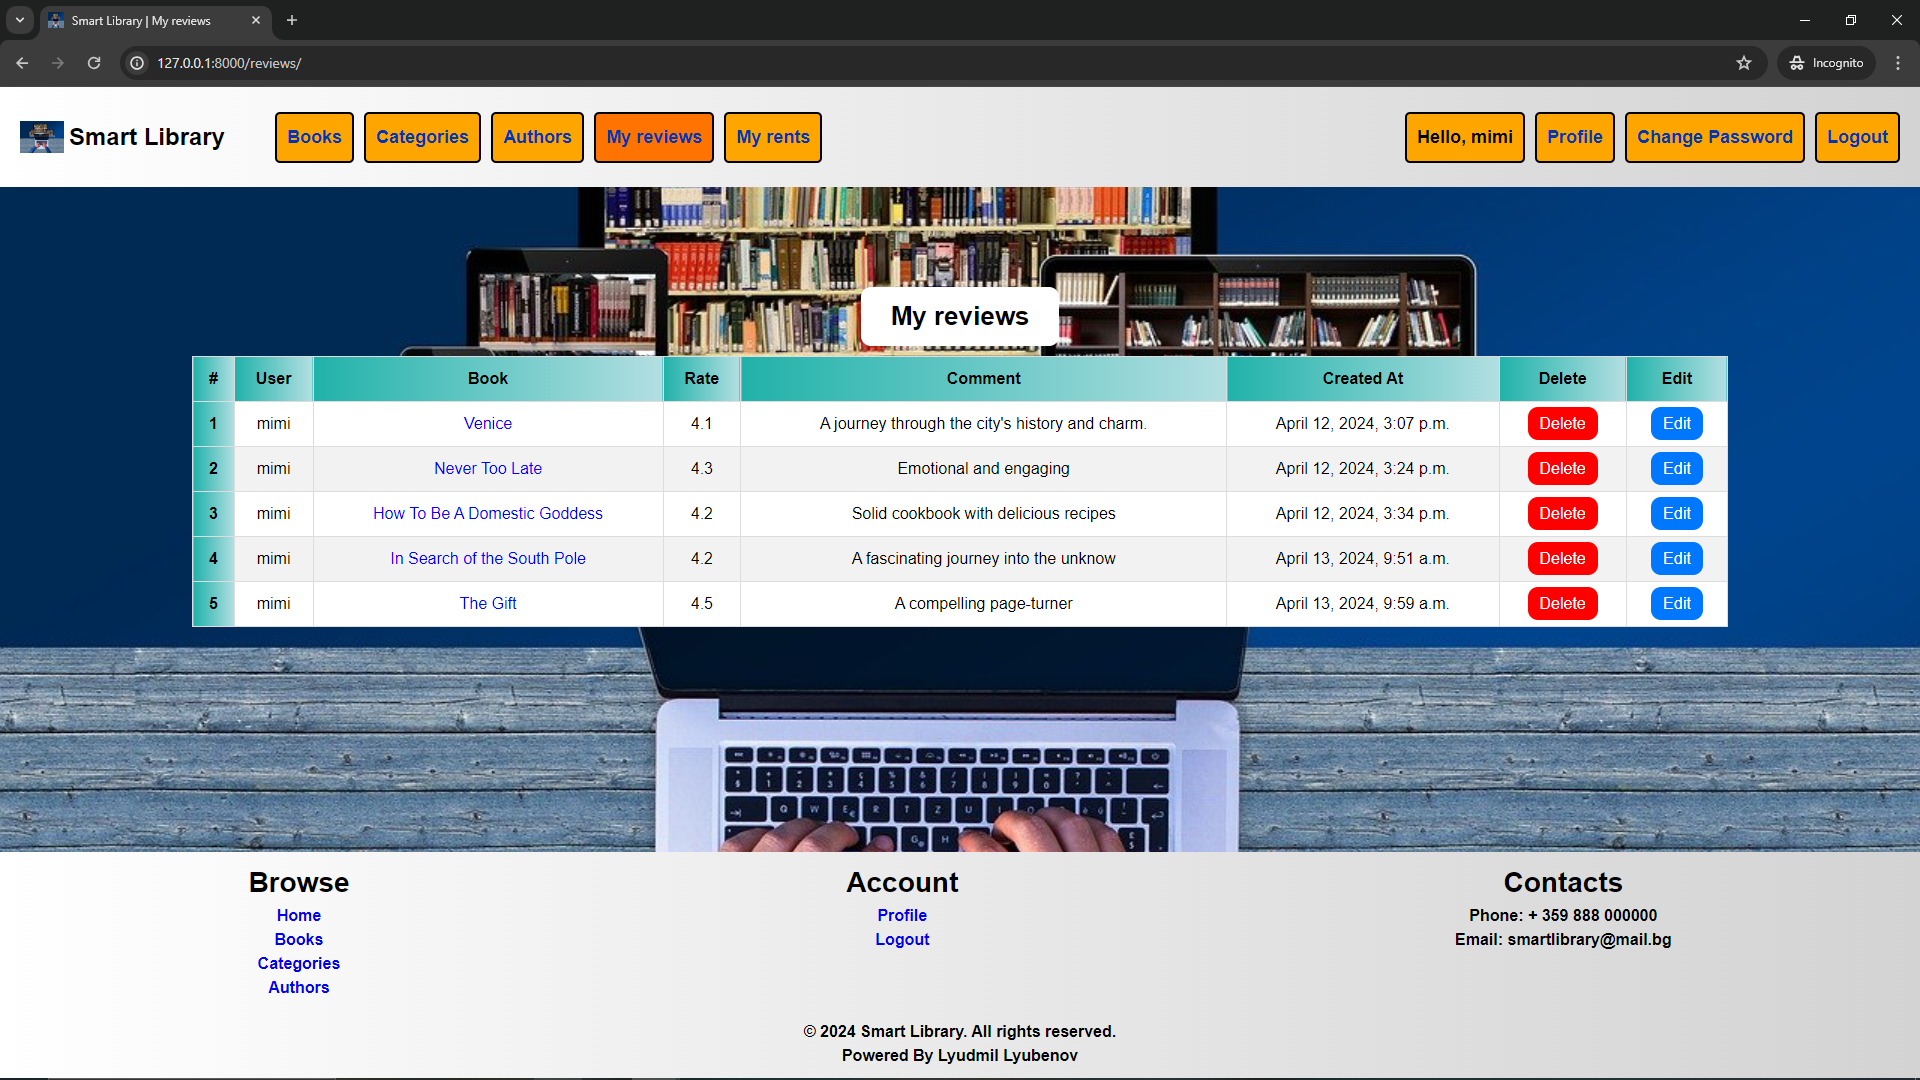 Smart Library | My reviews
127.0.0.1:8000/reviews/
Incognito
Smart Library
Books
Categories
Authors
My reviews
My rents
Hello, mimi
Profile
Change Password
Logout
My reviews
# User Book Rate Comment Created At Delete Edit
1 mimi Venice 4.1 A journey through the city's history and charm. April 12, 2024, 3:07 p.m. Delete Edit
2 mimi Never Too Late 4.3 Emotional and engaging April 12, 2024, 3:24 p.m. Delete Edit
3 mimi How To Be A Domestic Goddess 4.2 Solid cookbook with delicious recipes April 12, 2024, 3:34 p.m. Delete Edit
4 mimi In Search of the South Pole 4.2 A fascinating journey into the unknow April 13, 2024, 9:51 a.m. Delete Edit
5 mimi The Gift 4.5 A compelling page-turner April 13, 2024, 9:59 a.m. Delete Edit
Browse
Home
Books
Categories
Authors
Account
Profile
Logout
Contacts
Phone: + 359 888 000000
Email: smartlibrary@mail.bg
© 2024 Smart Library. All rights reserved.
Powered By Lyudmil Lyubenov